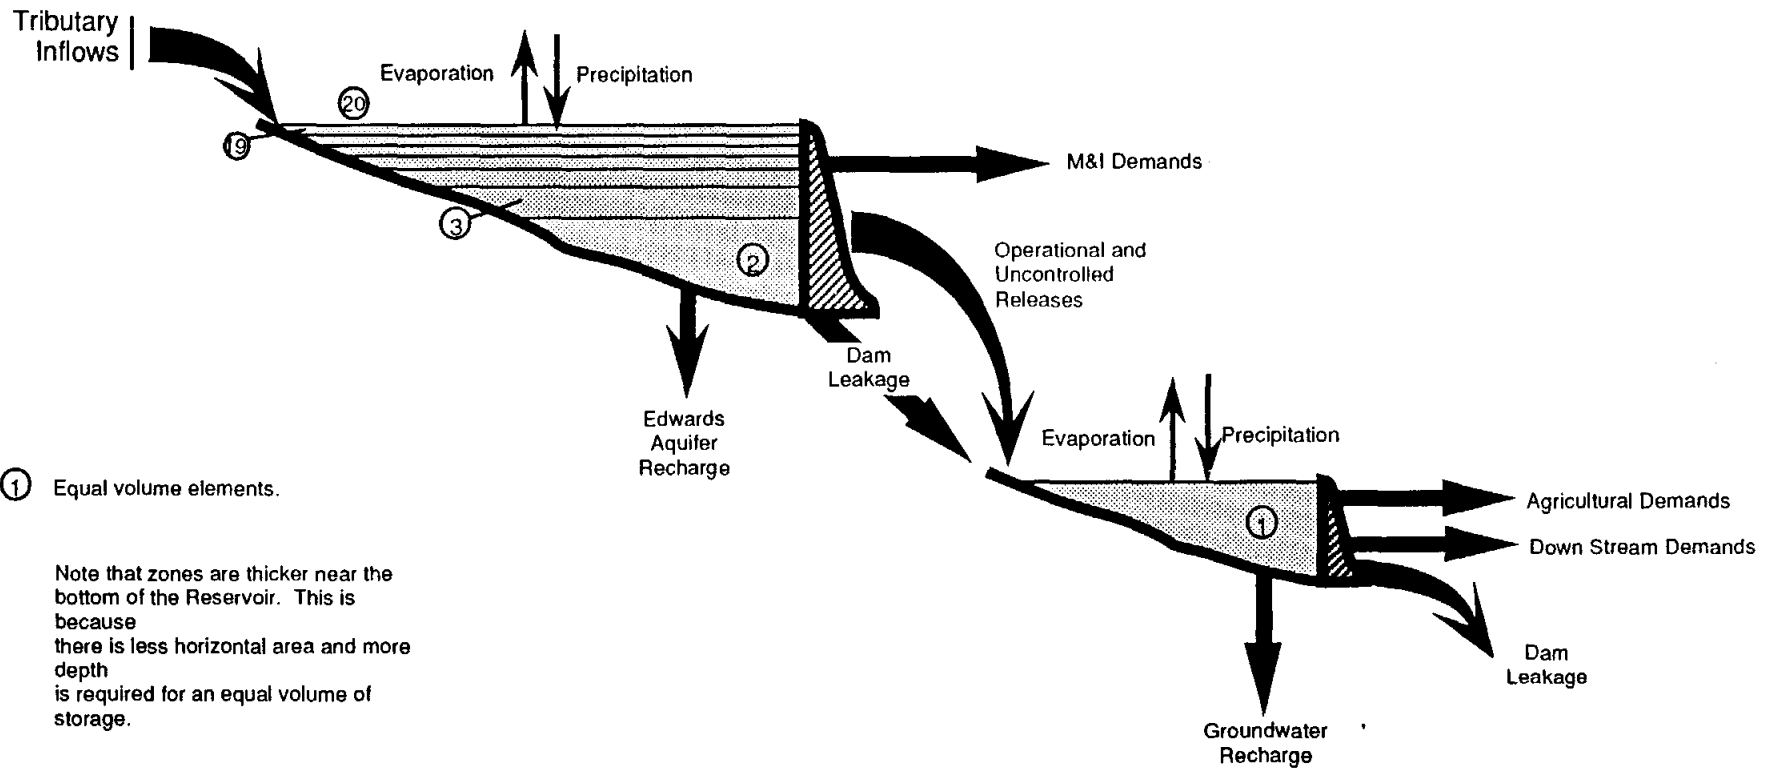 Tributary
Inflows
Evaporation
Precipitation
20
19
M&I Demands
3
2
Operational and
Uncontrolled
Releases
Dam
Leakage
Edwards
Aquifer
Recharge
Evaporation
Precipitation
1 Equal volume elements.
1
Agricultural Demands
Down Stream Demands
Note that zones are thicker near the
bottom of the Reservoir. This is
because
there is less horizontal area and more
depth
is required for an equal volume of
storage.
Dam
Leakage
Groundwater
Recharge